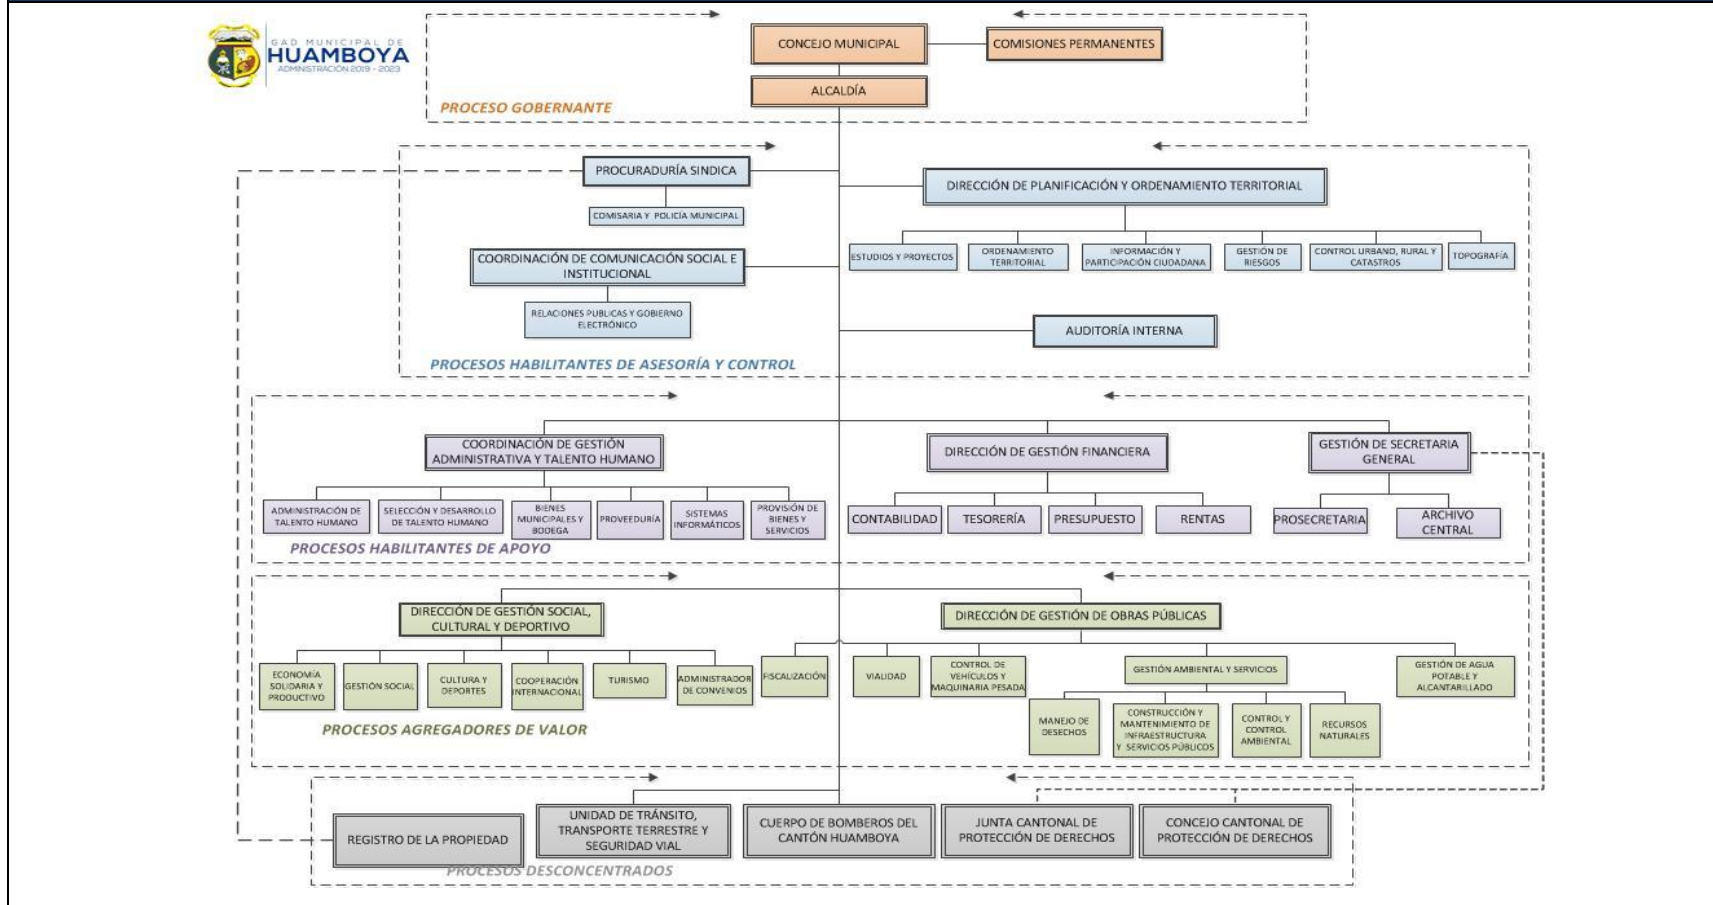 GAD MUNICIPAL DE
HUAMBOYA
ADMINISTRACIÓN 2019 - 2023
CONCEJO MUNICIPAL
COMISIONES PERMANENTES
ALCALDÍA
PROCESO GOBERNANTE
PROCURADURÍA SINDICA
COMISARIA Y POLICÍA MUNICIPAL
COORDINACIÓN DE COMUNICACIÓN SOCIAL E
INSTITUCIONAL
RELACIONES PUBLICAS Y GOBIERNO
ELECTRÓNICO
DIRECCIÓN DE PLANIFICACIÓN Y ORDENAMIENTO TERRITORIAL
ESTUDIOS Y PROYECTOS
ORDENAMIENTO
TERRITORIAL
INFORMACIÓN Y
PARTICIPACIÓN CIUDADANA
GESTIÓN DE
RIESGOS
CONTROL URBANO, RURAL Y
CATASTROS
TOPOGRAFÍA
AUDITORÍA INTERNA
PROCESOS HABILITANTES DE ASESORÍA Y CONTROL
COORDINACIÓN DE GESTIÓN
ADMINISTRATIVA Y TALENTO HUMANO
ADMINISTRACIÓN DE
TALENTO HUMANO
SELECCIÓN Y DESARROLLO
DE TALENTO HUMANO
BIENES
MUNICIPALES Y
BODEGA
PROVEEDURÍA
SISTEMAS
INFORMÁTICOS
PROVISIÓN DE
BIENES Y
SERVICIOS
DIRECCIÓN DE GESTIÓN FINANCIERA
CONTABILIDAD
TESORERÍA
PRESUPUESTO
RENTAS
GESTIÓN DE SECRETARIA
GENERAL
PROSECRETARIA
ARCHIVO
CENTRAL
PROCESOS HABILITANTES DE APOYO
DIRECCIÓN DE GESTIÓN SOCIAL,
CULTURAL Y DEPORTIVO
ECONOMÍA
SOLIDARIA Y
PRODUCTIVO
GESTIÓN SOCIAL
CULTURA Y
DEPORTES
COOPERACIÓN
INTERNACIONAL
TURISMO
ADMINISTRADOR
DE CONVENIOS
DIRECCIÓN DE GESTIÓN DE OBRAS PÚBLICAS
FISCALIZACIÓN
VIALIDAD
CONTROL DE
VEHÍCULOS Y
MAQUINARIA PESADA
GESTIÓN AMBIENTAL Y SERVICIOS
GESTIÓN DE AGUA
POTABLE Y
ALCANTARILLADO
MANEJO DE
DESECHOS
CONSTRUCCIÓN Y
MANTENIMIENTO DE
INFRAESTRUCTURA
Y SERVICIOS PÚBLICOS
CONTROL Y
CONTROL
AMBIENTAL
RECURSOS
NATURALES
PROCESOS AGREGADORES DE VALOR
REGISTRO DE LA PROPIEDAD
UNIDAD DE TRÁNSITO,
TRANSPORTE TERRESTRE Y
SEGURIDAD VIAL
CUERPO DE BOMBEROS DEL
CANTÓN HUAMBOYA
JUNTA CANTONAL DE
PROTECCIÓN DE DERECHOS
CONCEJO CANTONAL DE
PROTECCIÓN DE DERECHOS
PROCESOS DESCONCENTRADOS